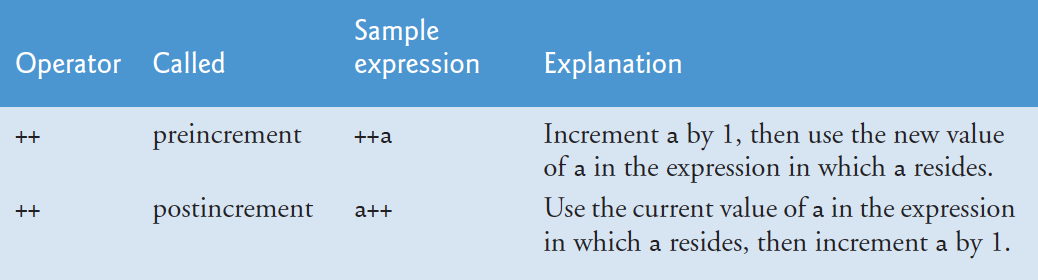 Operator Called Sample expression Explanation
++ preincrement ++a Increment a by 1, then use the new value
of a in the expression in which a resides.
++ postincrement a++ Use the current value of a in the expression
in which a resides, then increment a by 1.